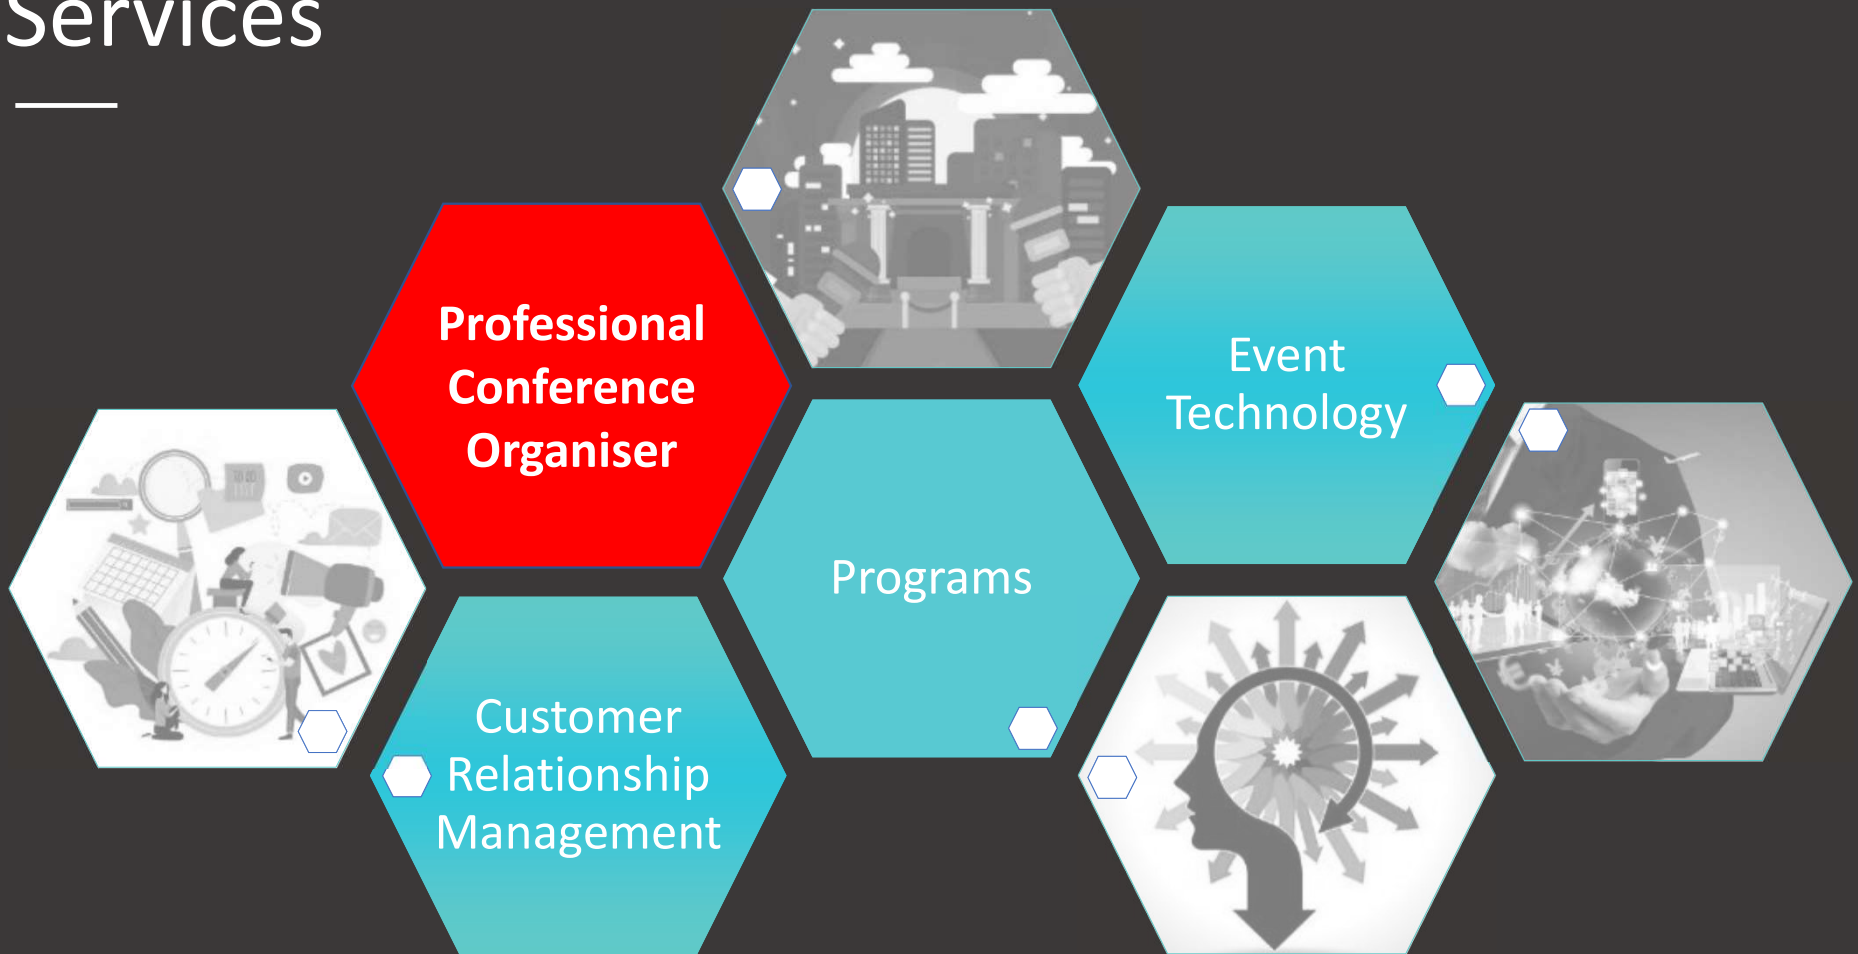 Services
Professional
Conference
Organiser
Event
Technology
Programs
Customer
Relationship
Management